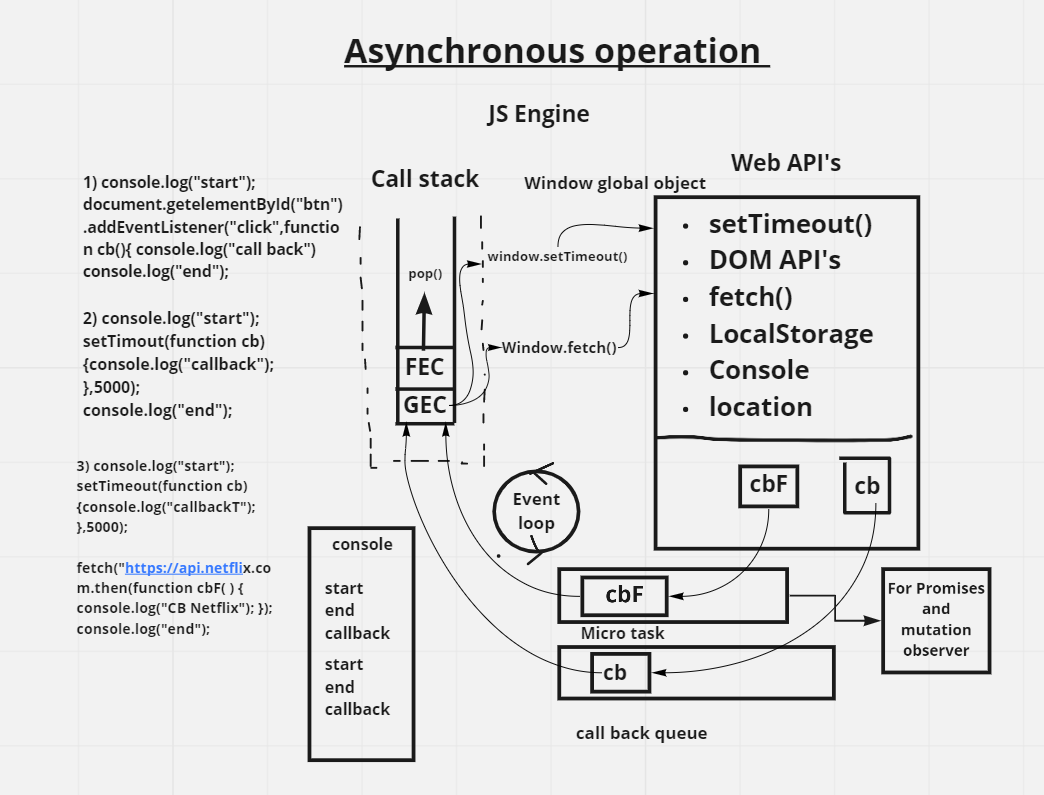 Asynchronous operation
JS Engine
Web API's
Call stack
Window global object
1) console.log("start");
document.getelementById("btn")
.addEventListener("click",functio
n cb(){ console.log("call back")
console.log("end");
2) console.log("start");
setTimout(function cb)
{console.log("callback");
},5000);
console.log("end");
3) console.log("start");
setTimeout(function cb)
{console.log("callbackT");
},5000);
fetch("https://api.netflix.co
m.then(function cbF( ) {
console.log("CB Netflix"); });
console.log("end");
pop()
FEC
GEC
window.setTimeout()
Window.fetch()
• setTimeout()
• DOM API's
• fetch()
• LocalStorage
• Console
• location
cbF
cb
Event
loop
console
start
end
callback
start
end
callback
cbF
Micro task
cb
call back queue
For Promises
and
mutation
observer